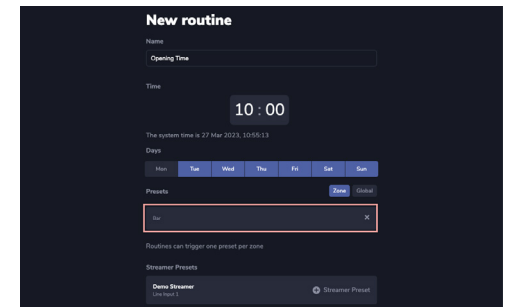 New routine
Name
Opening Time
Time
10 : 00
The system time is 27 Mar 2023, 10:55:13
Days
Mon Tue Wed Thu Fri Sat Sun
Presets Zone Global
Bar
Routines can trigger one preset per zone
Streamer Presets
Demo Streamer
Line Input 1
Streamer Preset